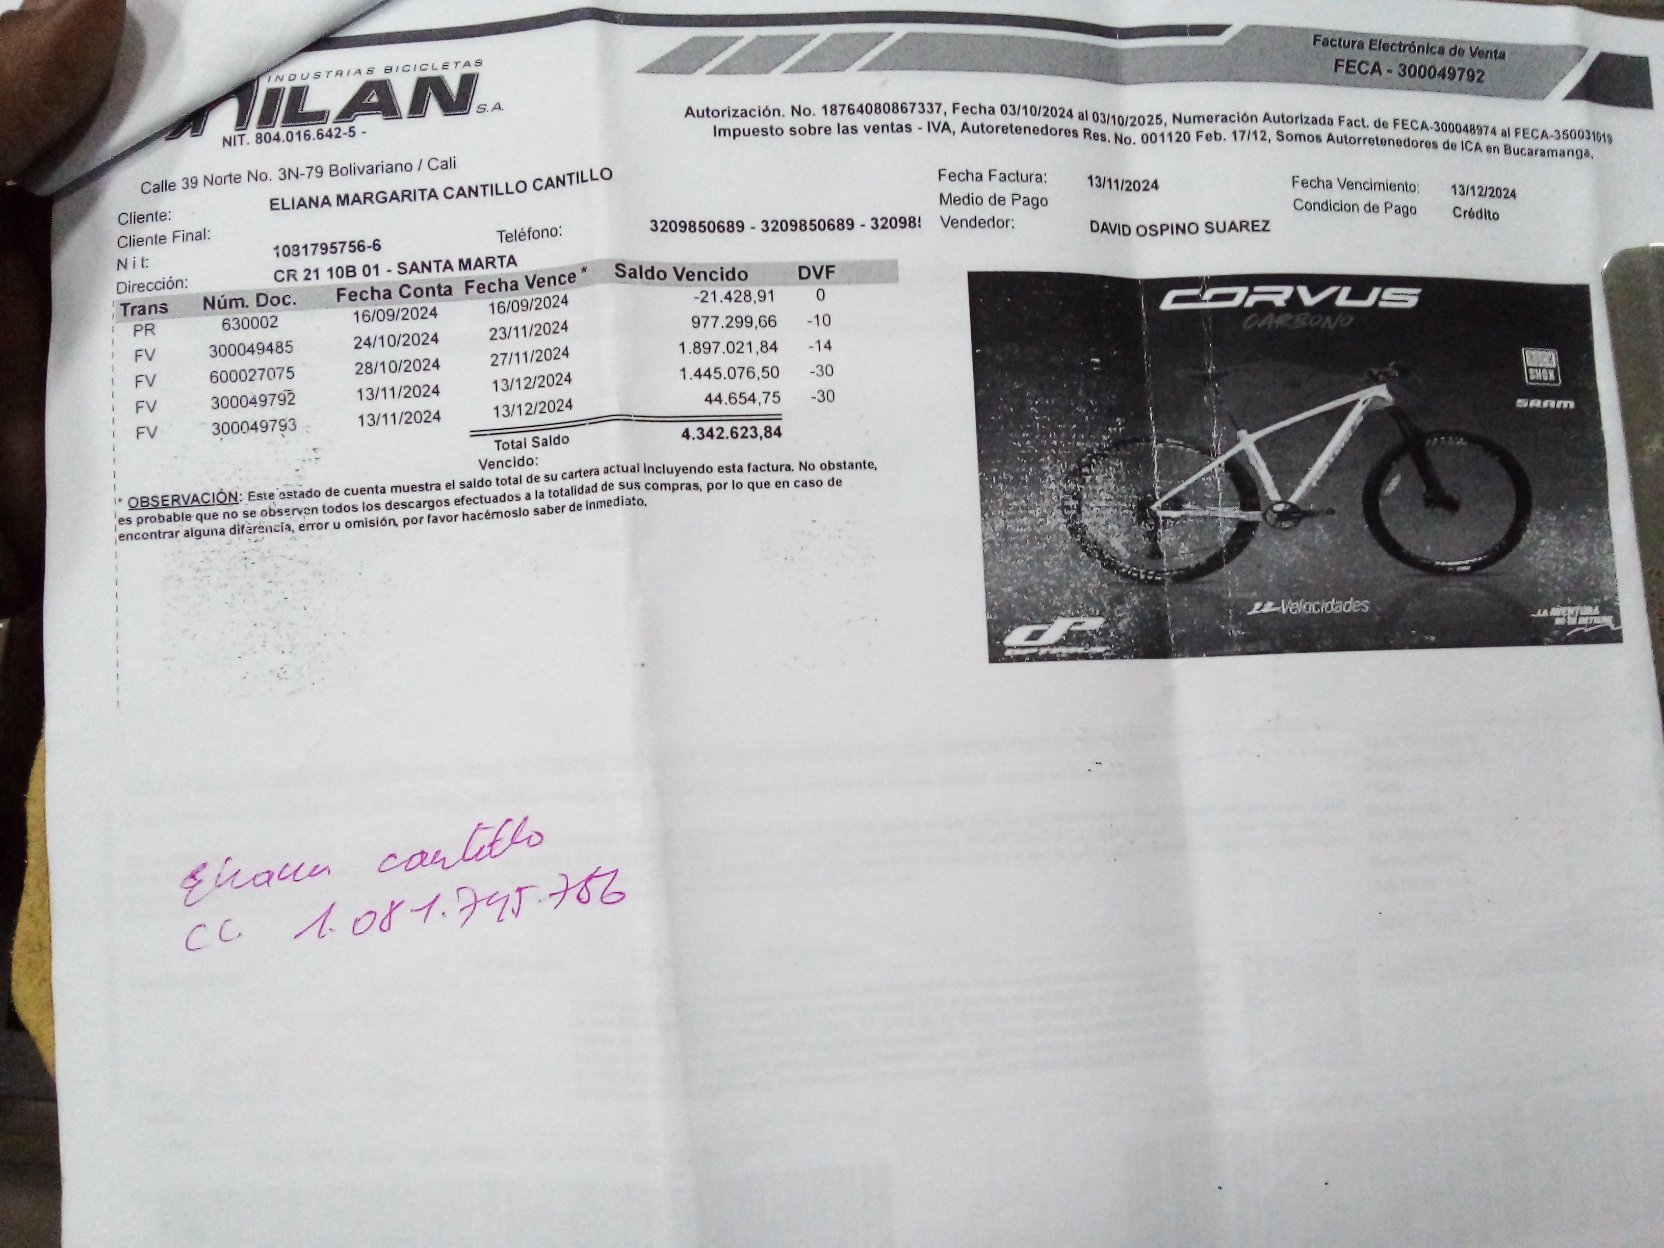 Factura Electrónica de Venta
FECA - 300049792
INDUSTRIAS BICICLETAS
MILAN S.A.
NIT. 804.016.642-5 -
Autorización. No. 18764080867337, Fecha 03/10/2024 al 03/10/2025, Numeración Autorizada Fact. de FECA-300048974 al FECA-350031019
Impuesto sobre las ventas - IVA, Autoretenedores Res. No. 001120 Feb. 17/12, Somos Autorretenedores de ICA en Bucaramanga,
Calle 39 Norte No. 3N-79 Bolivariano / Cali
Cliente: ELIANA MARGARITA CANTILLO CANTILLO
Cliente Final:
Nit: 1081795756-6 Teléfono: 3209850689 - 3209850689 - 32098
Dirección: CR 21 10B 01 - SANTA MARTA
Fecha Factura: 13/11/2024 Fecha Vencimiento: 13/12/2024
Medio de Pago Condicion de Pago Crédito
Vendedor: DAVID OSPINO SUAREZ
Trans Núm. Doc. Fecha Conta Fecha Vence* Saldo Vencido DVF
PR 630002 16/09/2024 16/09/2024 -21.428,91 0
FV 300049485 24/10/2024 23/11/2024 977.299,66 -10
FV 600027075 28/10/2024 27/11/2024 1.897.021,84 -14
FV 300049792 13/11/2024 13/12/2024 1.445.076,50 -30
FV 300049793 13/11/2024 13/12/2024 44.654,75 -30
Total Saldo Vencido: 4.342.623,84
* OBSERVACIÓN: Este estado de cuenta muestra el saldo total de su cartera actual incluyendo esta factura. No obstante,
es probable que no se observen todos los descargos efectuados a la totalidad de sus compras, por lo que en caso de
encontrar alguna diferencia, error u omisión, por favor hacérnoslo saber de inmediato.
CORVUS
CARBONO
ROCK
SHOX
SRAM
12 Velocidades
Eliana cantillo
CC 1.081.795.756